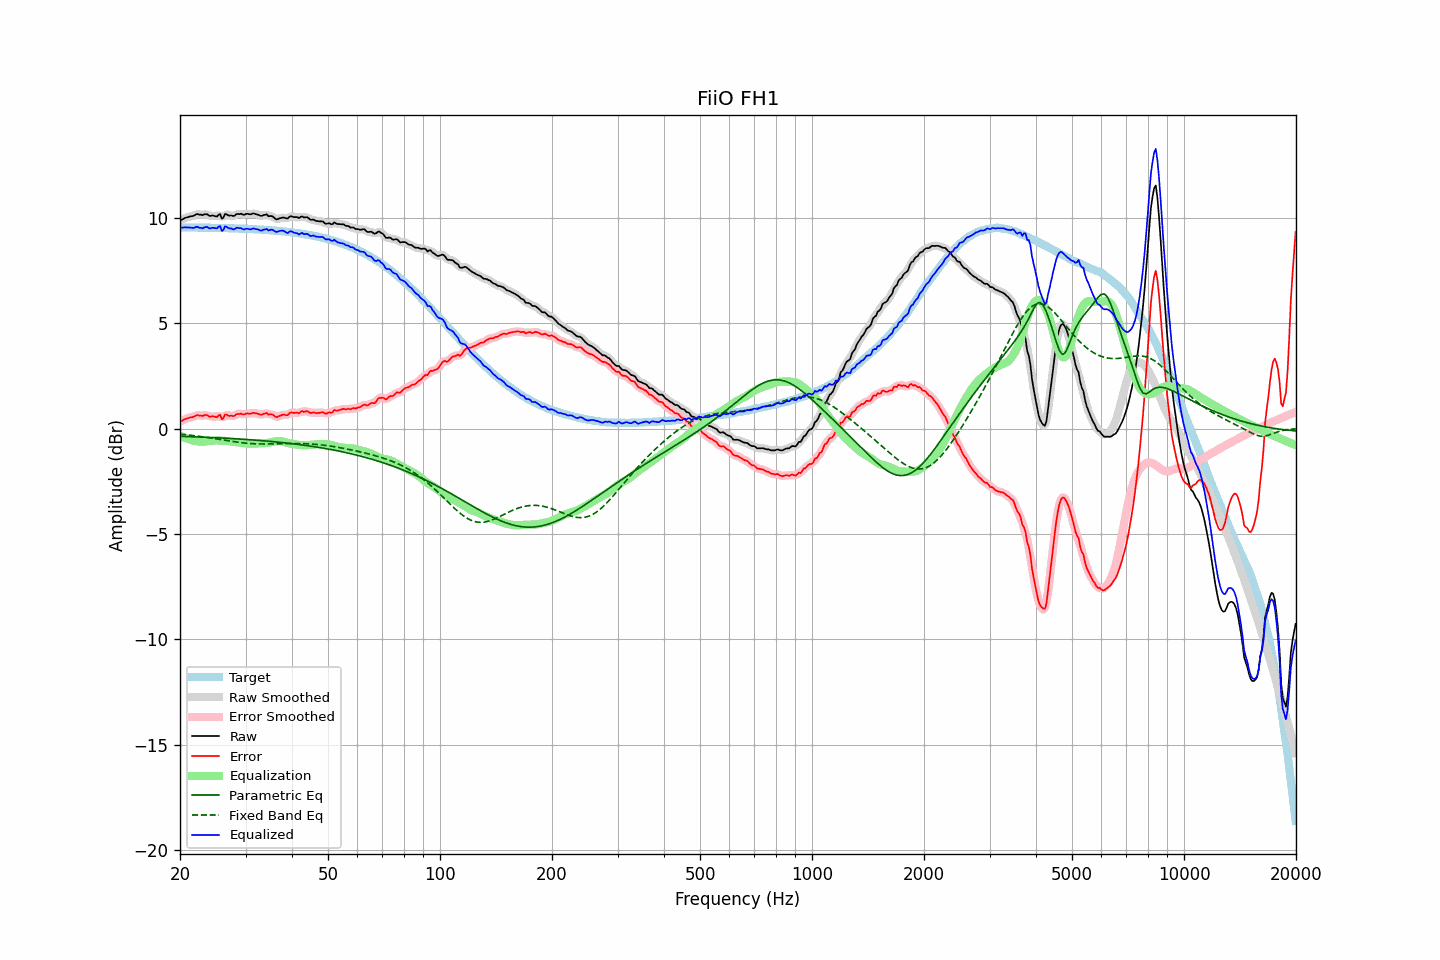 FiiO FH1
Amplitude (dBr)
10
5
0
−5
−10
−15
−20
Target
Raw Smoothed
Error Smoothed
Raw
Error
Equalization
Parametric Eq
Fixed Band Eq
Equalized
20 50 100 200 500 1000 2000 5000 10000 20000
Frequency (Hz)